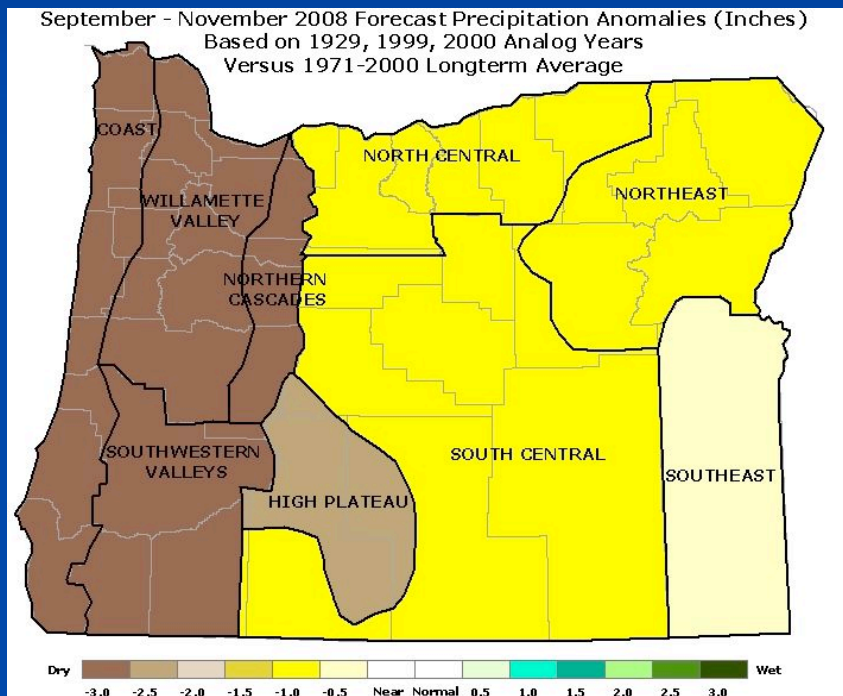 September - November 2008 Forecast Precipitation Anomalies (Inches)
Based on 1929, 1999, 2000 Analog Years
Versus 1971-2000 Longterm Average
COAST
NORTH CENTRAL
NORTHEAST
WILLAMETTE
VALLEY
NORTHERN
CASCADES
SOUTHWESTERN
VALLEYS
SOUTH CENTRAL
SOUTHEAST
HIGH PLATEAU
Dry Wet
-3.0 -2.5 -2.0 -1.5 -1.0 -0.5 Near Normal 0.5 1.0 1.5 2.0 2.5 3.0